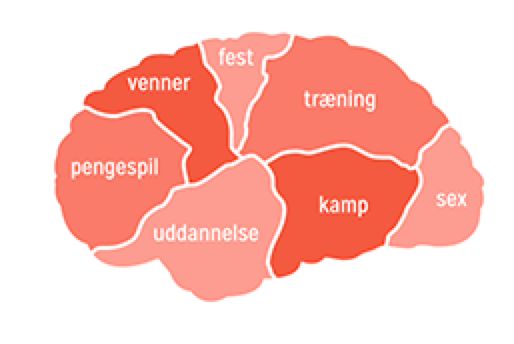 fest
venner
træning
pengespil
kamp
sex
uddannelse